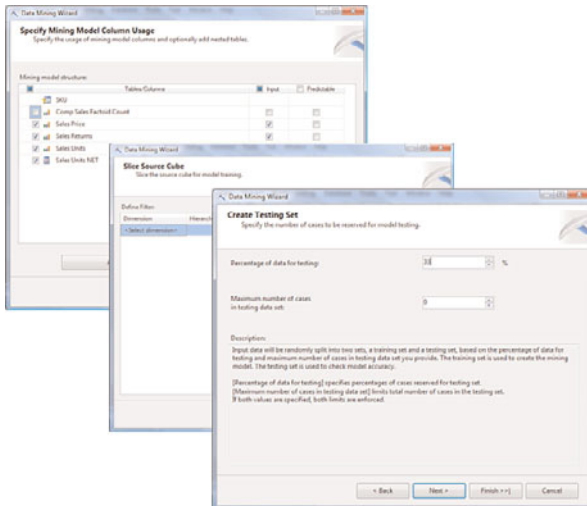 Data Mining Wizard
Specify Mining Model Column Usage
Specify the usage of mining model columns and optionally add nested tables.
Mining model structure:
Tables/Columns Input Predictable
SKU
Comp Sales Factoid Count
Sales Price
Sales Returns
Sales Units
Sales Units NET
Data Mining Wizard
Slice Source Cube
Slice the source cube for model training.
Define Filter:
Dimension Hierarch
<Select dimension>
Data Mining Wizard
Create Testing Set
Specify the number of cases to be reserved for model testing.
Percentage of data for testing: %
Maximum number of cases
in testing data set: 0
Description:
Input data will be randomly split into two sets, a training set and a testing set, based on the percentage of data for
testing and maximum number of cases in testing data set you provide. The training set is used to create the mining
model. The testing set is used to check model accuracy.
[Percentage of data for testing] specifies percentages of cases reserved for testing set.
[Maximum number of cases in testing data set] limits total number of cases in the testing set.
If both values are specified, both limits are enforced.
< Back Next > Finish >>| Cancel